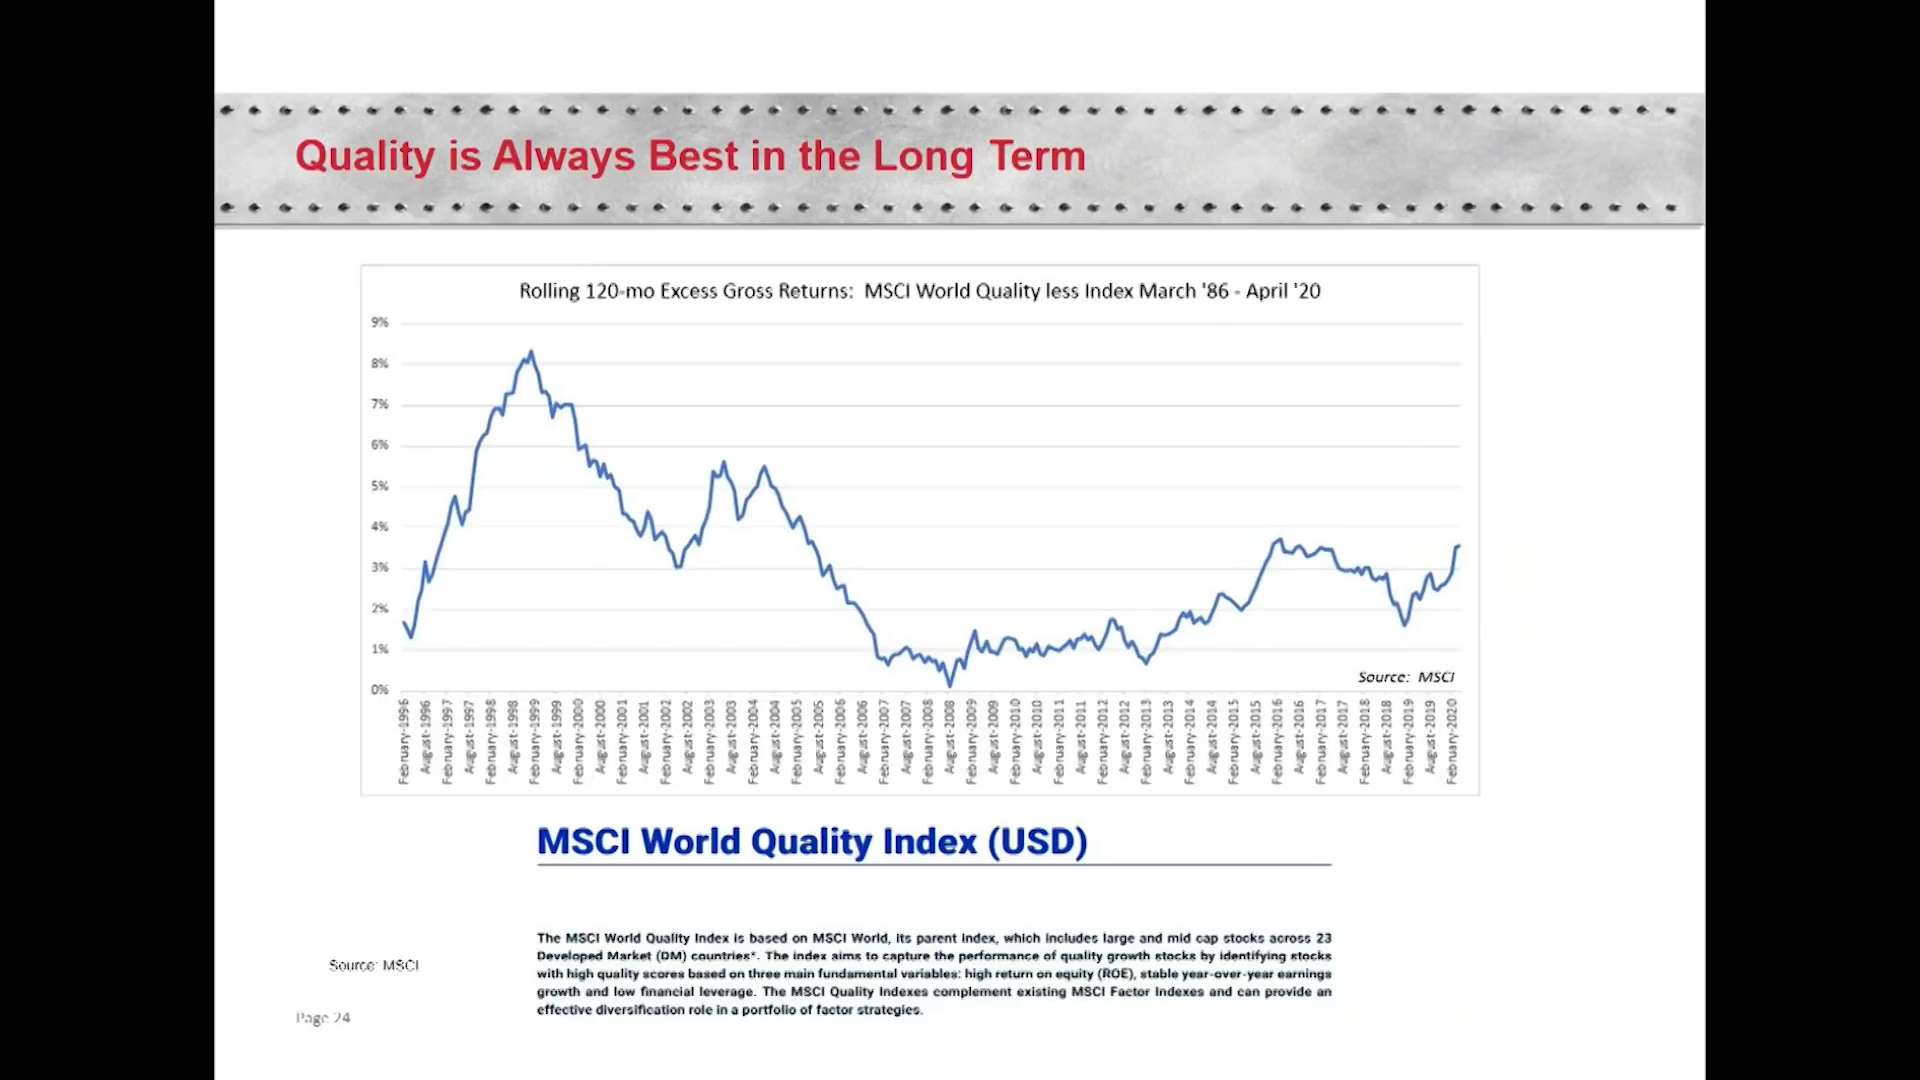 Quality is Always Best in the Long Term
Rolling 120-mo Excess Gross Returns: MSCI World Quality less Index March '86 - April '20
9%
8%
7%
6%
5%
4%
3%
2%
1%
0%
Source: MSCI
February-1996
August-1996
February-1997
August-1997
February-1998
August-1998
February-1999
August-1999
February-2000
August-2000
February-2001
August-2001
February-2002
August-2002
February-2003
August-2003
February-2004
August-2004
February-2005
August-2005
February-2006
August-2006
February-2007
August-2007
February-2008
August-2008
February-2009
August-2009
February-2010
August-2010
February-2011
August-2011
February-2012
August-2012
February-2013
August-2013
February-2014
August-2014
February-2015
August-2015
February-2016
August-2016
February-2017
August-2017
February-2018
August-2018
February-2019
August-2019
February-2020
MSCI World Quality Index (USD)
The MSCI World Quality Index is based on MSCI World, its parent index, which includes large and mid cap stocks across 23
Developed Market (DM) countries*. The index aims to capture the performance of quality growth stocks by identifying stocks
with high quality scores based on three main fundamental variables: high return on equity (ROE), stable year-over-year earnings
growth and low financial leverage. The MSCI Quality Indexes complement existing MSCI Factor Indexes and can provide an
effective diversification role in a portfolio of factor strategies.
Source: MSCI
Page 24